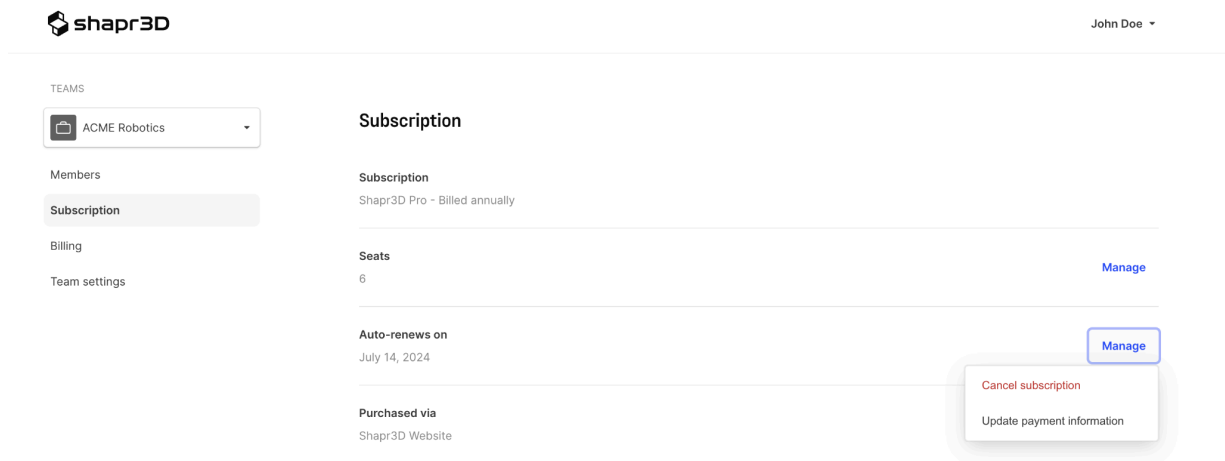 shapr3D
John Doe
TEAMS
ACME Robotics
Members
Subscription
Billing
Team settings
Subscription
Subscription
Shapr3D Pro - Billed annually
Seats
6
Manage
Auto-renews on
July 14, 2024
Manage
Cancel subscription
Update payment information
Purchased via
Shapr3D Website